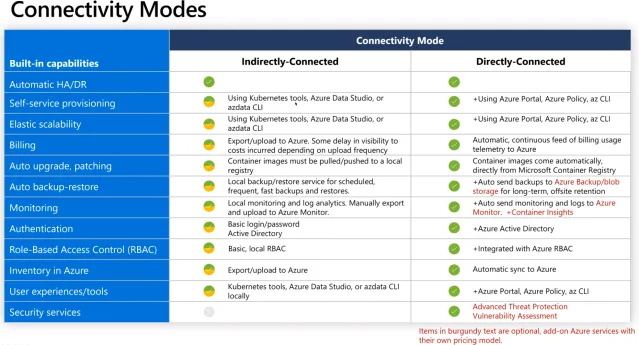 Connectivity Modes
Connectivity Mode
Built-in capabilities
Indirectly-Connected
Directly-Connected
Automatic HA/DR
Self-service provisioning
Using Kubernetes tools, Azure Data Studio, or
azdata CLI
+Using Azure Portal, Azure Policy, az CLI
Elastic scalability
Using Kubernetes tools, Azure Data Studio, or
azdata CLI
+Using Azure Portal, Azure Policy, az CLI
Billing
Export/upload to Azure. Some delay in visibility to
costs incurred depending on upload frequency
Automatic, continuous feed of billing usage
telemetry to Azure
Auto upgrade, patching
Container images must be pulled/pushed to a local
registry
Container images come automatically,
directly from Microsoft Container Registry
Auto backup-restore
Local backup/restore service for scheduled,
frequent, fast backups and restores.
+Auto send backups to Azure Backup/blob
storage for long-term, offsite retention
Monitoring
Local monitoring and log analytics. Manually export
and upload to Azure Monitor.
+Auto send monitoring and logs to Azure
Monitor. +Container Insights
Authentication
Basic login/password
Active Directory
+Azure Active Directory
Role-Based Access Control (RBAC)
Basic, local RBAC
+Integrated with Azure RBAC
Inventory in Azure
Export/upload to Azure
Automatic sync to Azure
User experiences/tools
Kubernetes tools, Azure Data Studio, or azdata CLI
locally
+Azure Portal, Azure Policy, az CLI
Security services
Advanced Threat Protection
Vulnerability Assessment
Items in burgundy text are optional, add-on Azure services with
their own pricing model.